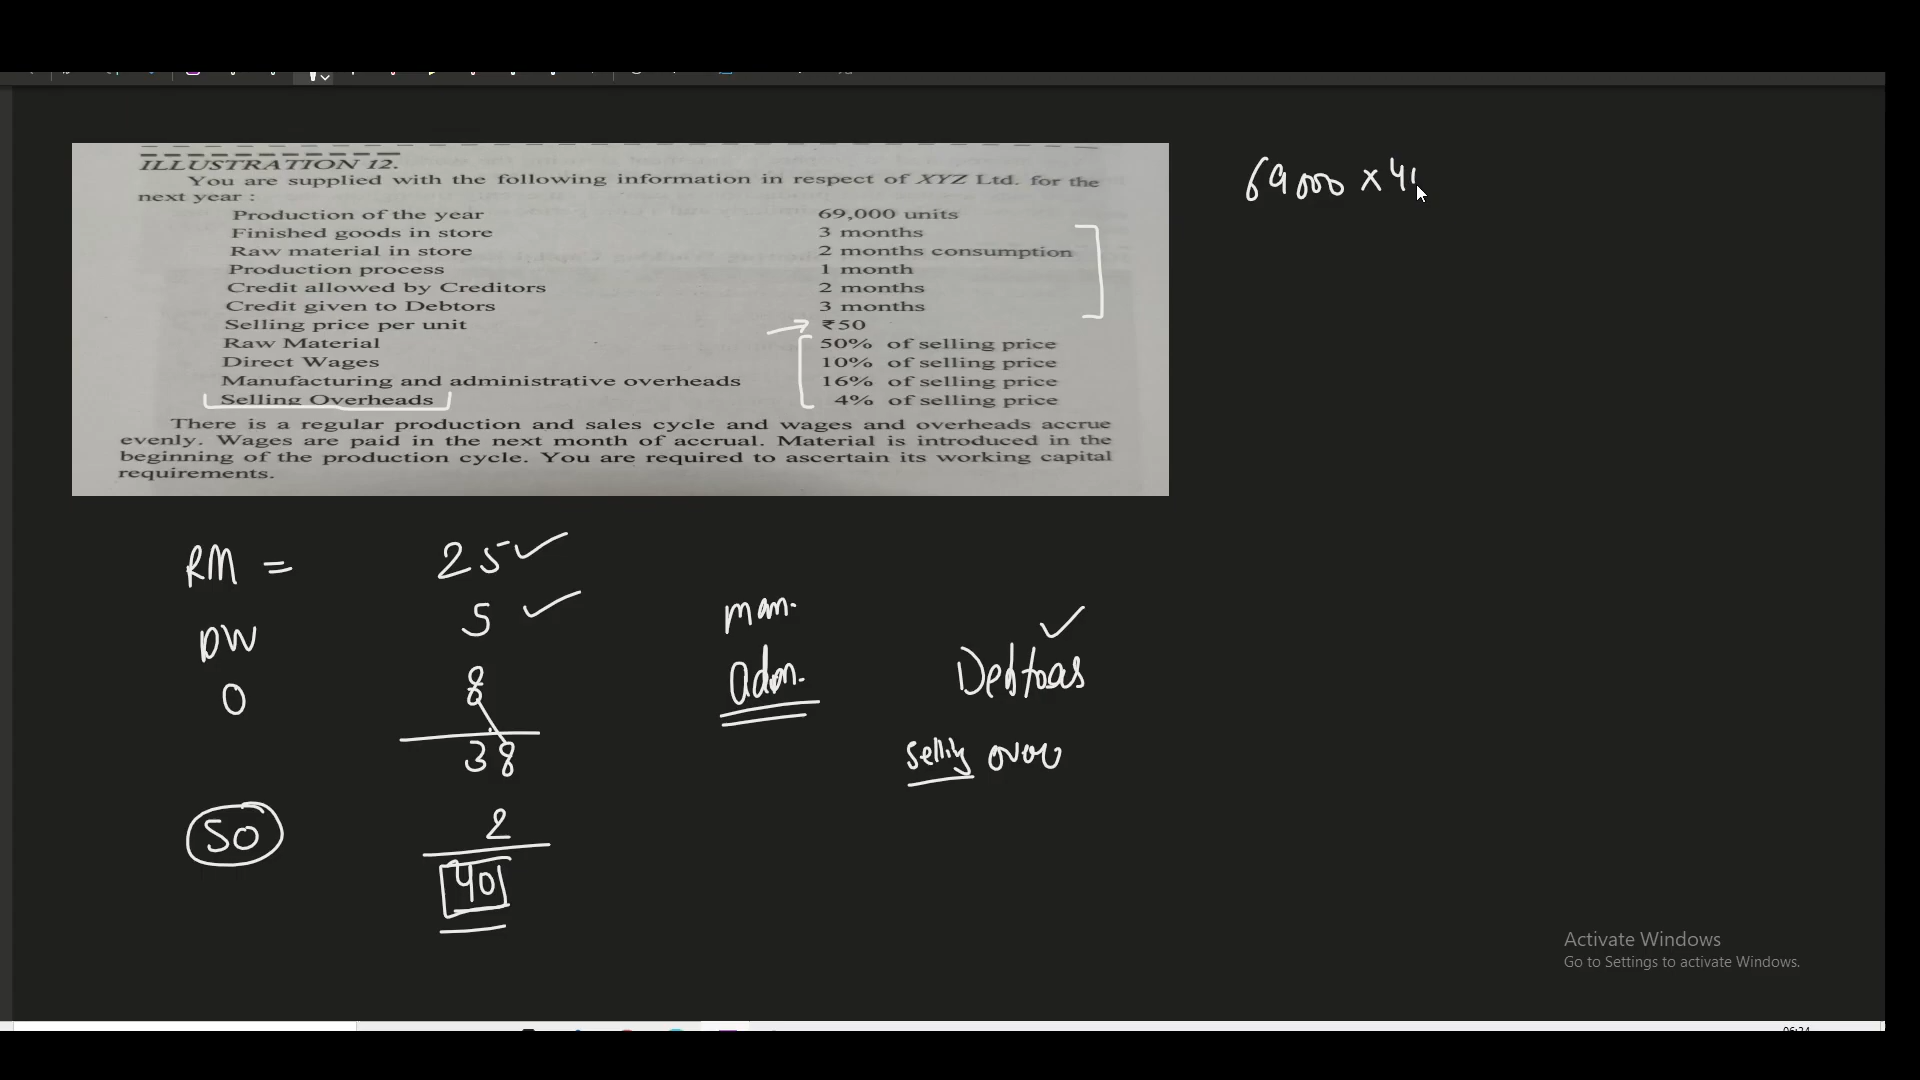 ILLUSTRATION 12.
You are supplied with the following information in respect of XYZ Ltd. for the
next year :
Production of the year 69,000 units
Finished goods in store 3 months
Raw material in store 2 months consumption
Production process 1 month
Credit allowed by Creditors 2 months
Credit given to Debtors 3 months
Selling price per unit ₹50
Raw Material 50% of selling price
Direct Wages 10% of selling price
Manufacturing and administrative overheads 16% of selling price
Selling Overheads 4% of selling price
There is a regular production and sales cycle and wages and overheads accrue
evenly. Wages are paid in the next month of accrual. Material is introduced in the
beginning of the production cycle. You are required to ascertain its working capital
requirements.
69000 × 4
RM = 25
DW 5
O 8
38
SO 2
40
man.
adm.
Debtors
selling over
Activate Windows
Go to Settings to activate Windows.